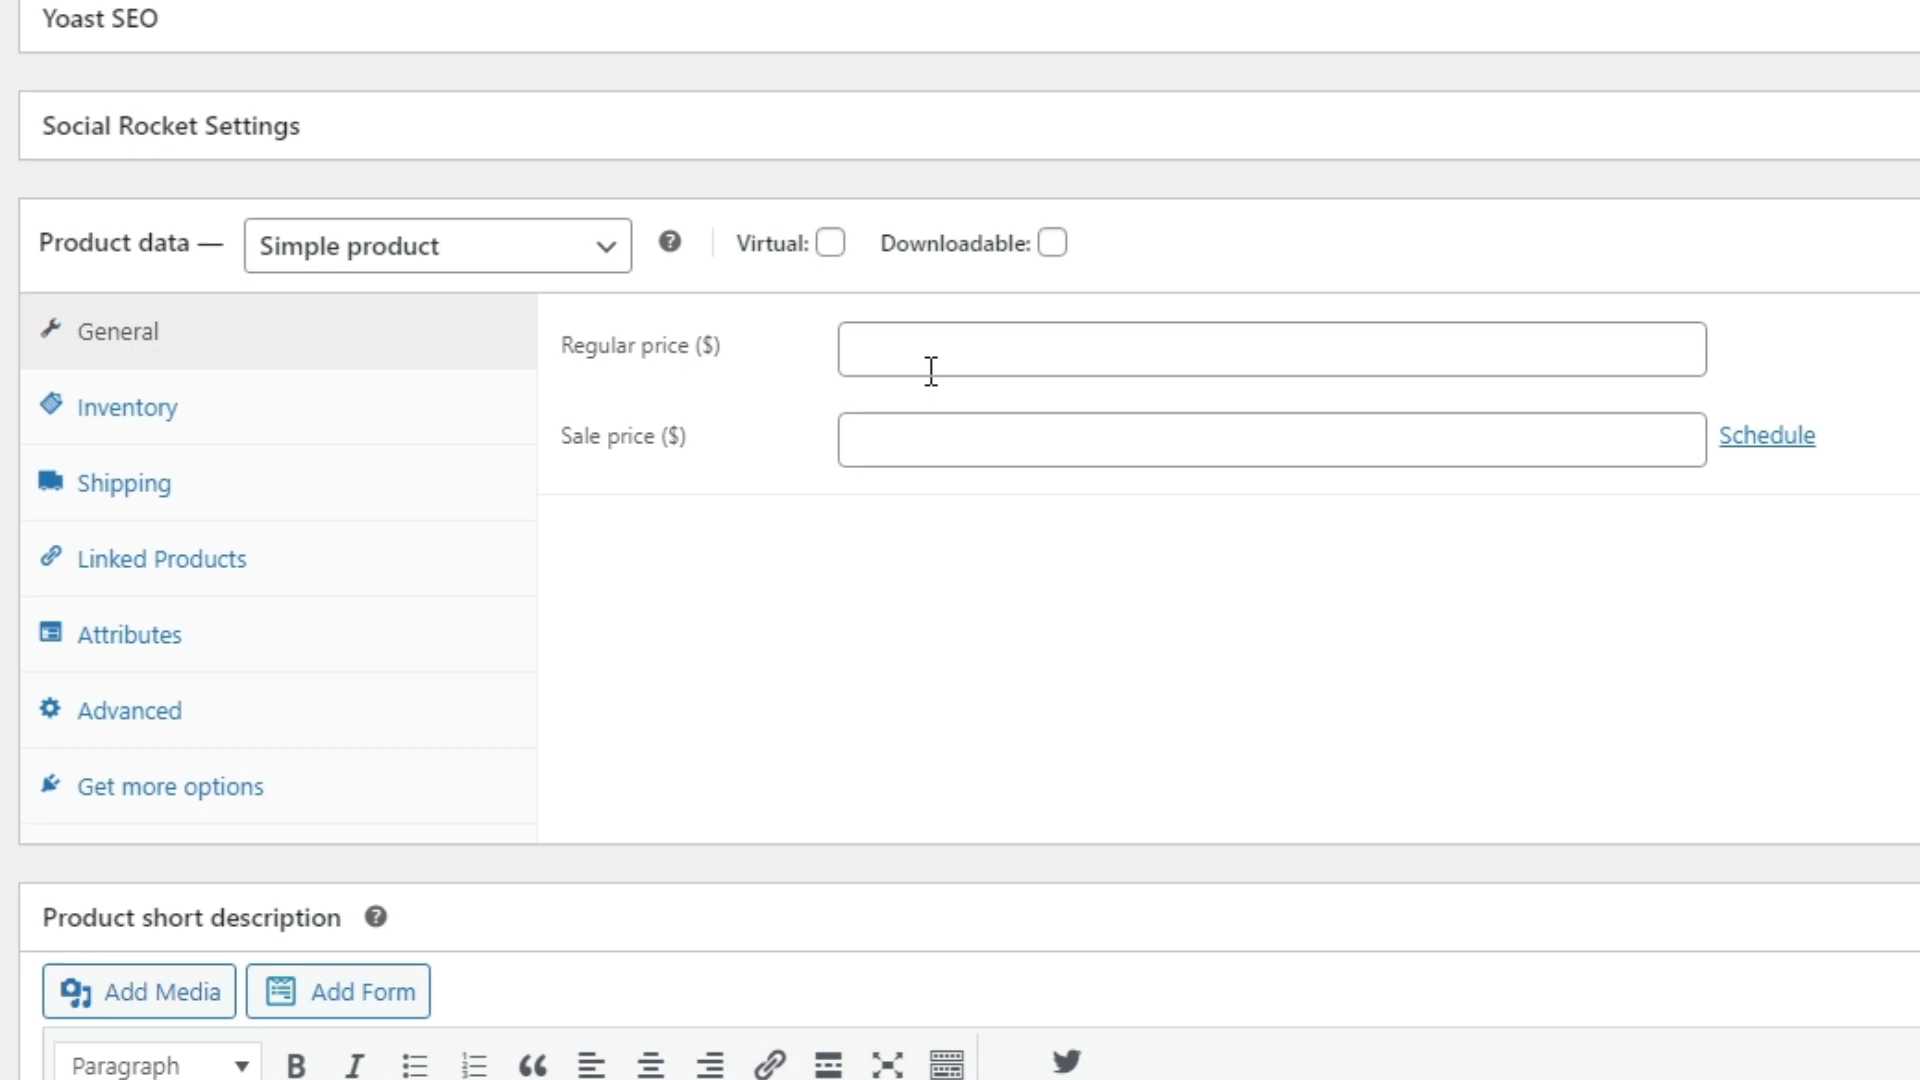 Yoast SEO
Social Rocket Settings
Product data — Simple product Virtual: Downloadable:
General
Regular price ($)
Inventory
Sale price ($) Schedule
Shipping
Linked Products
Attributes
Advanced
Get more options
Product short description
Add Media Add Form
Paragraph B I